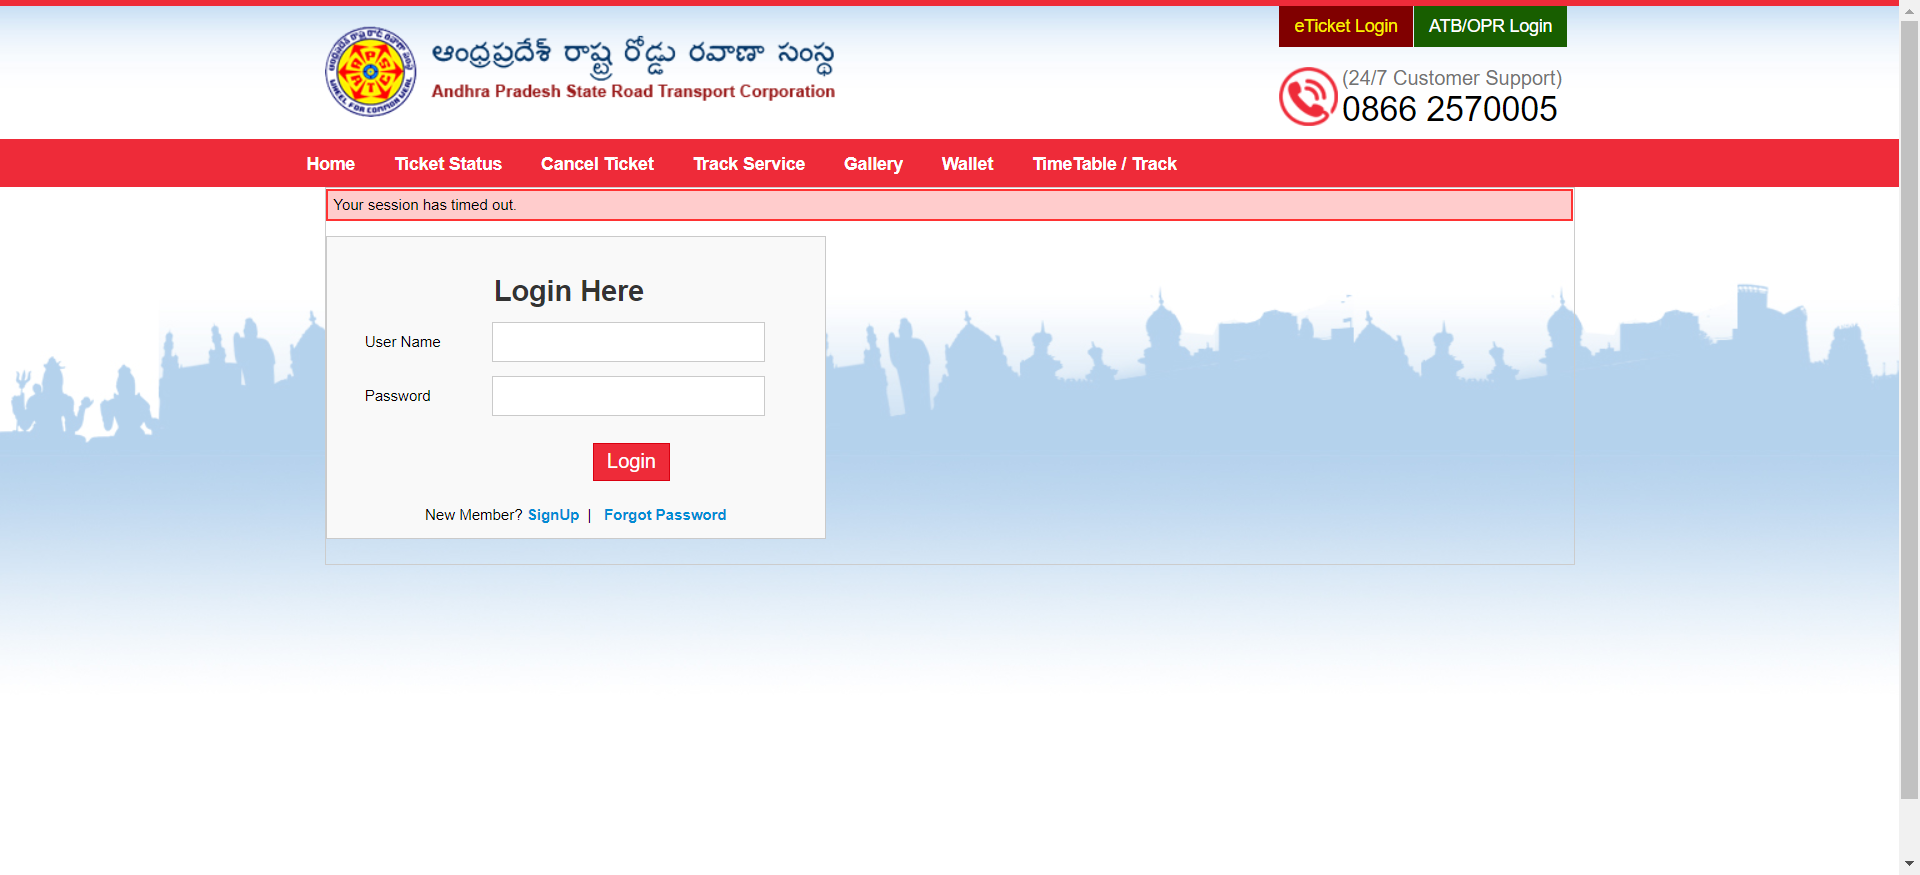 eTicket Login
ATB/OPR Login
ఆంధ్రప్రదేశ్ రాష్ట్ర రోడ్డు రవాణా సంస్థ
Andhra Pradesh State Road Transport Corporation
(24/7 Customer Support)
0866 2570005
Home Ticket Status Cancel Ticket Track Service Gallery Wallet TimeTable / Track
Your session has timed out.
Login Here
User Name
Password
Login
New Member? SignUp | Forgot Password